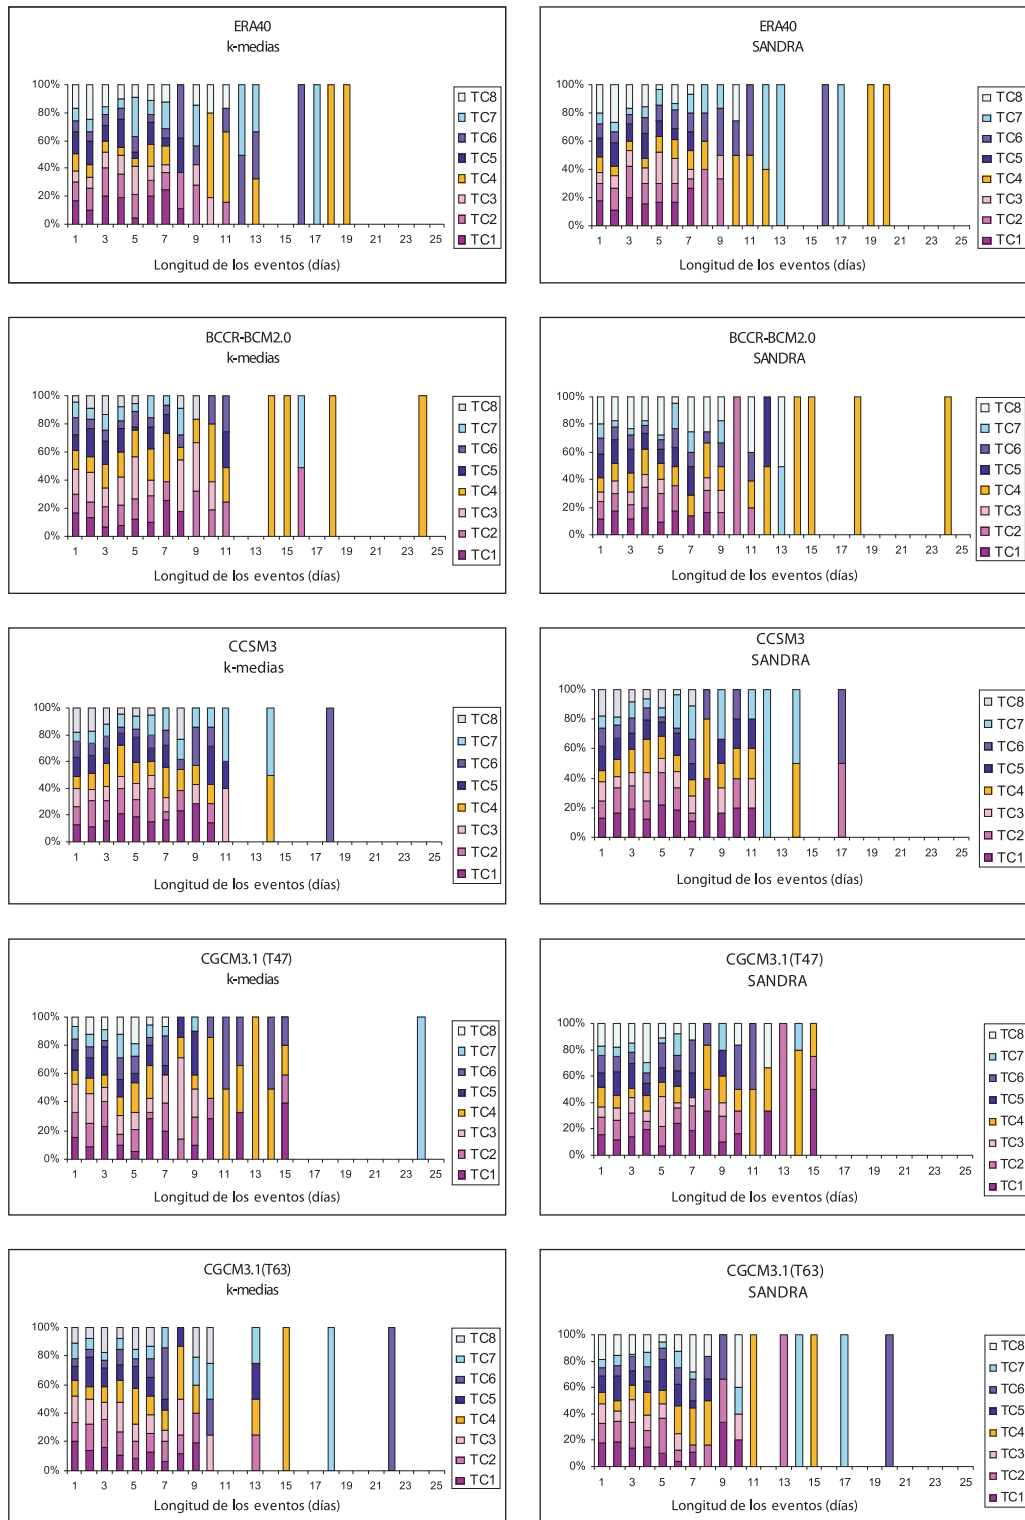 ERA40
k-medias
100%
80%
60%
40%
20%
0%
1 3 5 7 9 11 13 15 17 19 21 23 25
Longitud de los eventos (días)
TC8
TC7
TC6
TC5
TC4
TC3
TC2
TC1
ERA40
SANDRA
100%
80%
60%
40%
20%
0%
1 3 5 7 9 11 13 15 17 19 21 23 25
Longitud de los eventos (días)
TC8
TC7
TC6
TC5
TC4
TC3
TC2
TC1
BCCR-BCM2.0
k-medias
100%
80%
60%
40%
20%
0%
1 3 5 7 9 11 13 15 17 19 21 23 25
Longitud de los eventos (días)
TC8
TC7
TC6
TC5
TC4
TC3
TC2
TC1
BCCR-BCM2.0
SANDRA
100%
80%
60%
40%
20%
0%
1 3 5 7 9 11 13 15 17 19 21 23 25
Longitud de los eventos (días)
TC8
TC7
TC6
TC5
TC4
TC3
TC2
TC1
CCSM3
k-medias
100%
80%
60%
40%
20%
0%
1 3 5 7 9 11 13 15 17 19 21 23 25
Longitud de los eventos (días)
TC8
TC7
TC6
TC5
TC4
TC3
TC2
TC1
CCSM3
SANDRA
100%
80%
60%
40%
20%
0%
1 3 5 7 9 11 13 15 17 19 21 23 25
Longitud de los eventos (días)
TC8
TC7
TC6
TC5
TC4
TC3
TC2
TC1
CGCM3.1 (T47)
k-medias
100%
80%
60%
40%
20%
0%
1 3 5 7 9 11 13 15 17 19 21 23 25
Longitud de los eventos (días)
TC8
TC7
TC6
TC5
TC4
TC3
TC2
TC1
CGCM3.1(T47)
SANDRA
100%
80%
60%
40%
20%
0%
1 3 5 7 9 11 13 15 17 19 21 23 25
Longitud de los eventos (días)
TC8
TC7
TC6
TC5
TC4
TC3
TC2
TC1
CGCM3.1(T63)
k-medias
100%
80%
60%
40%
20%
0%
1 3 5 7 9 11 13 15 17 19 21 23 25
Longitud de los eventos (días)
TC8
TC7
TC6
TC5
TC4
TC3
TC2
TC1
CGCM3.1(T63)
SANDRA
100%
80%
60%
40%
20%
0%
1 3 5 7 9 11 13 15 17 19 21 23 25
Longitud de los eventos (días)
TC8
TC7
TC6
TC5
TC4
TC3
TC2
TC1